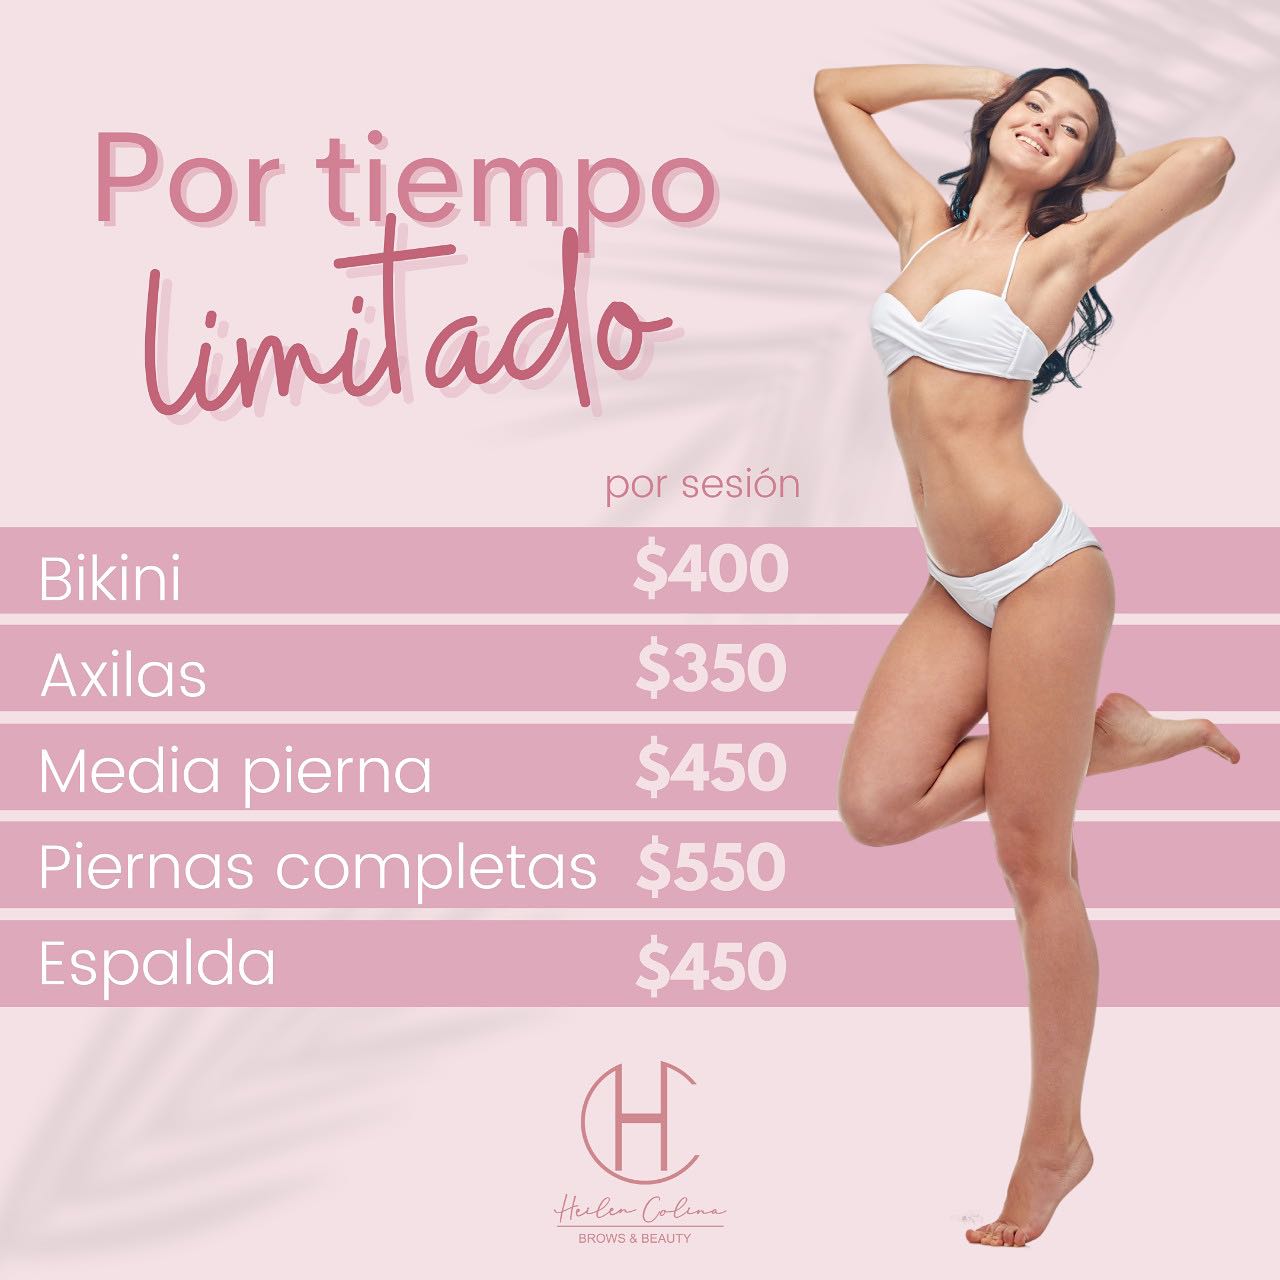 Por tiempo
limitado
por sesión
Bikini $400
Axilas $350
Media pierna $450
Piernas completas $550
Espalda $450
HC
Heilen Colina
BROWS & BEAUTY